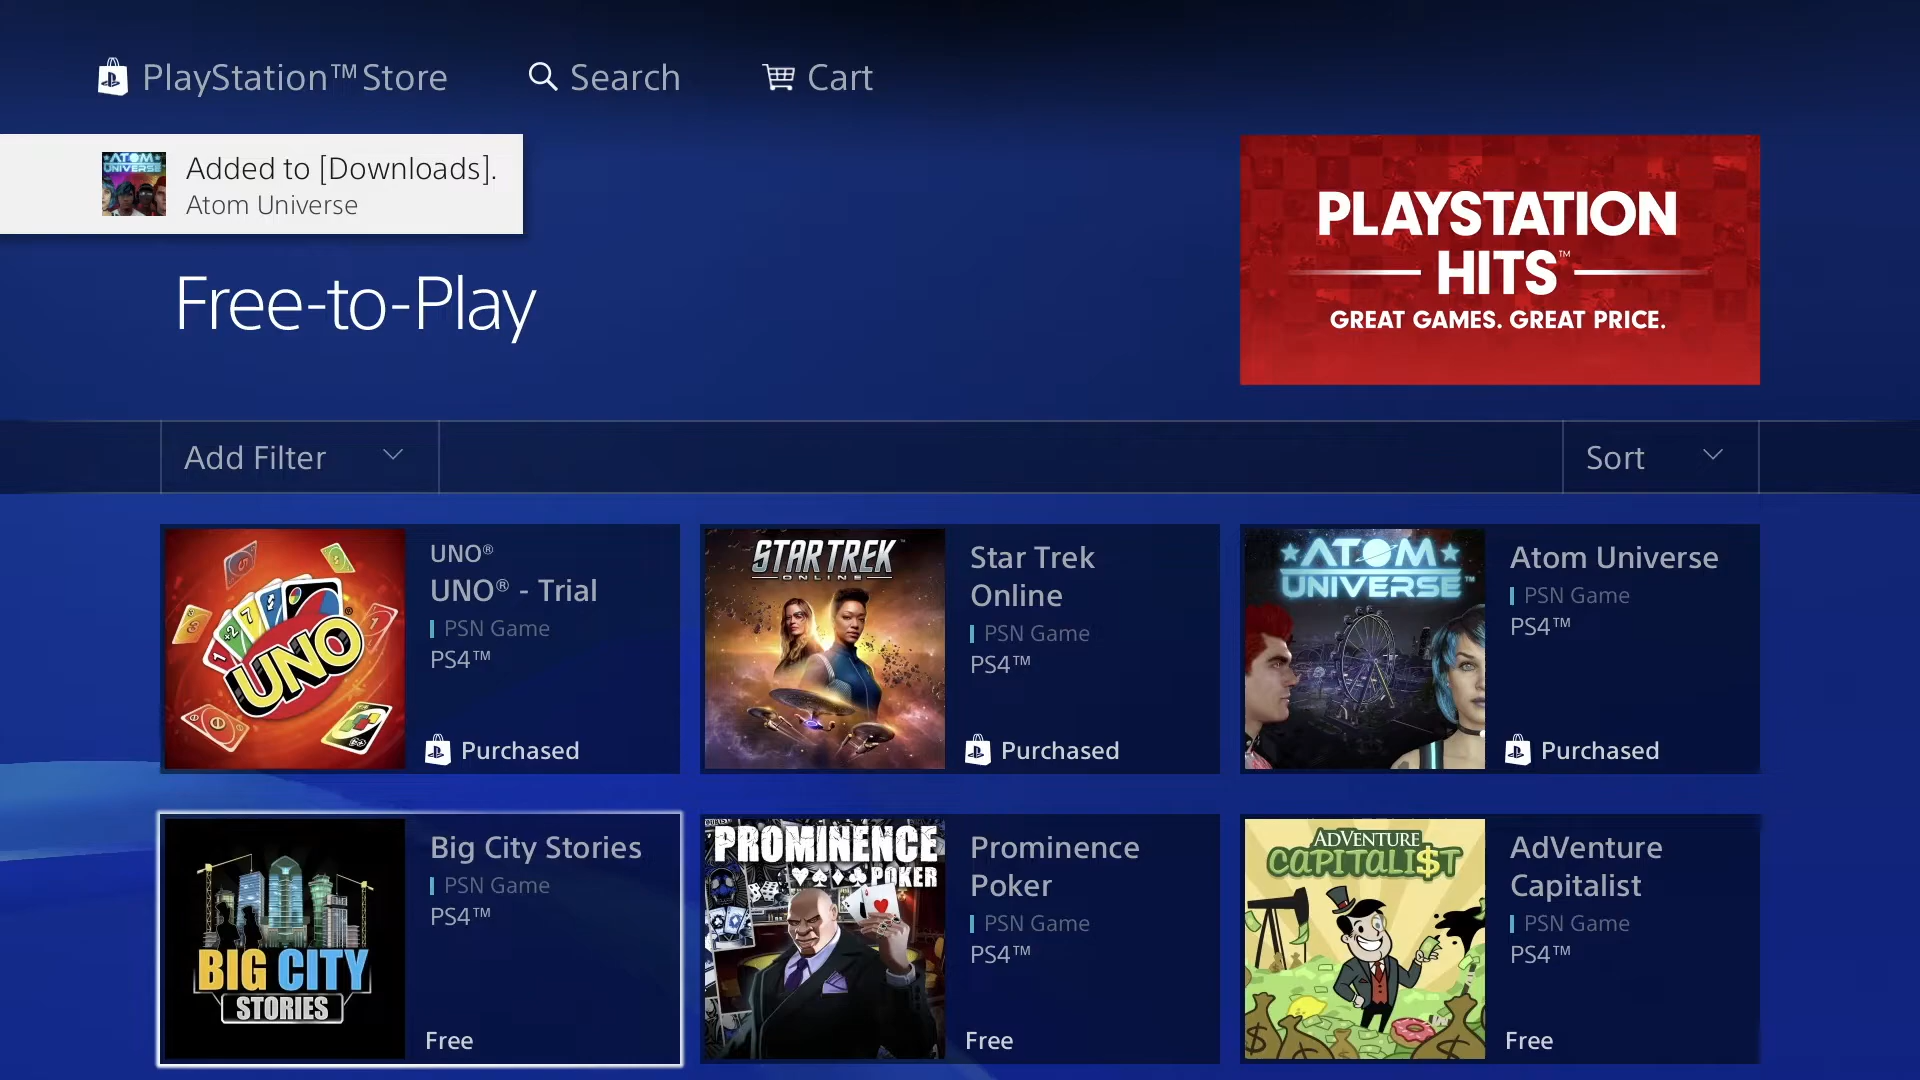 PlayStation™Store
Search
Cart
ATOM
UNIVERSE
Added to [Downloads].
Atom Universe
Free-to-Play
PLAYSTATION
HITS™
GREAT GAMES. GREAT PRICE.
Add Filter
Sort
UNO
UNO®
UNO® - Trial
PSN Game
PS4™
Purchased
STAR TREK
ONLINE
Star Trek
Online
PSN Game
PS4™
Purchased
ATOM
UNIVERSE™
Atom Universe
PSN Game
PS4™
Purchased
BIG CITY
STORIES
Big City Stories
PSN Game
PS4™
Free
PROMINENCE
POKER
Prominence
Poker
PSN Game
PS4™
Free
ADVENTURE
CAPITALI$T
AdVenture
Capitalist
PSN Game
PS4™
Free